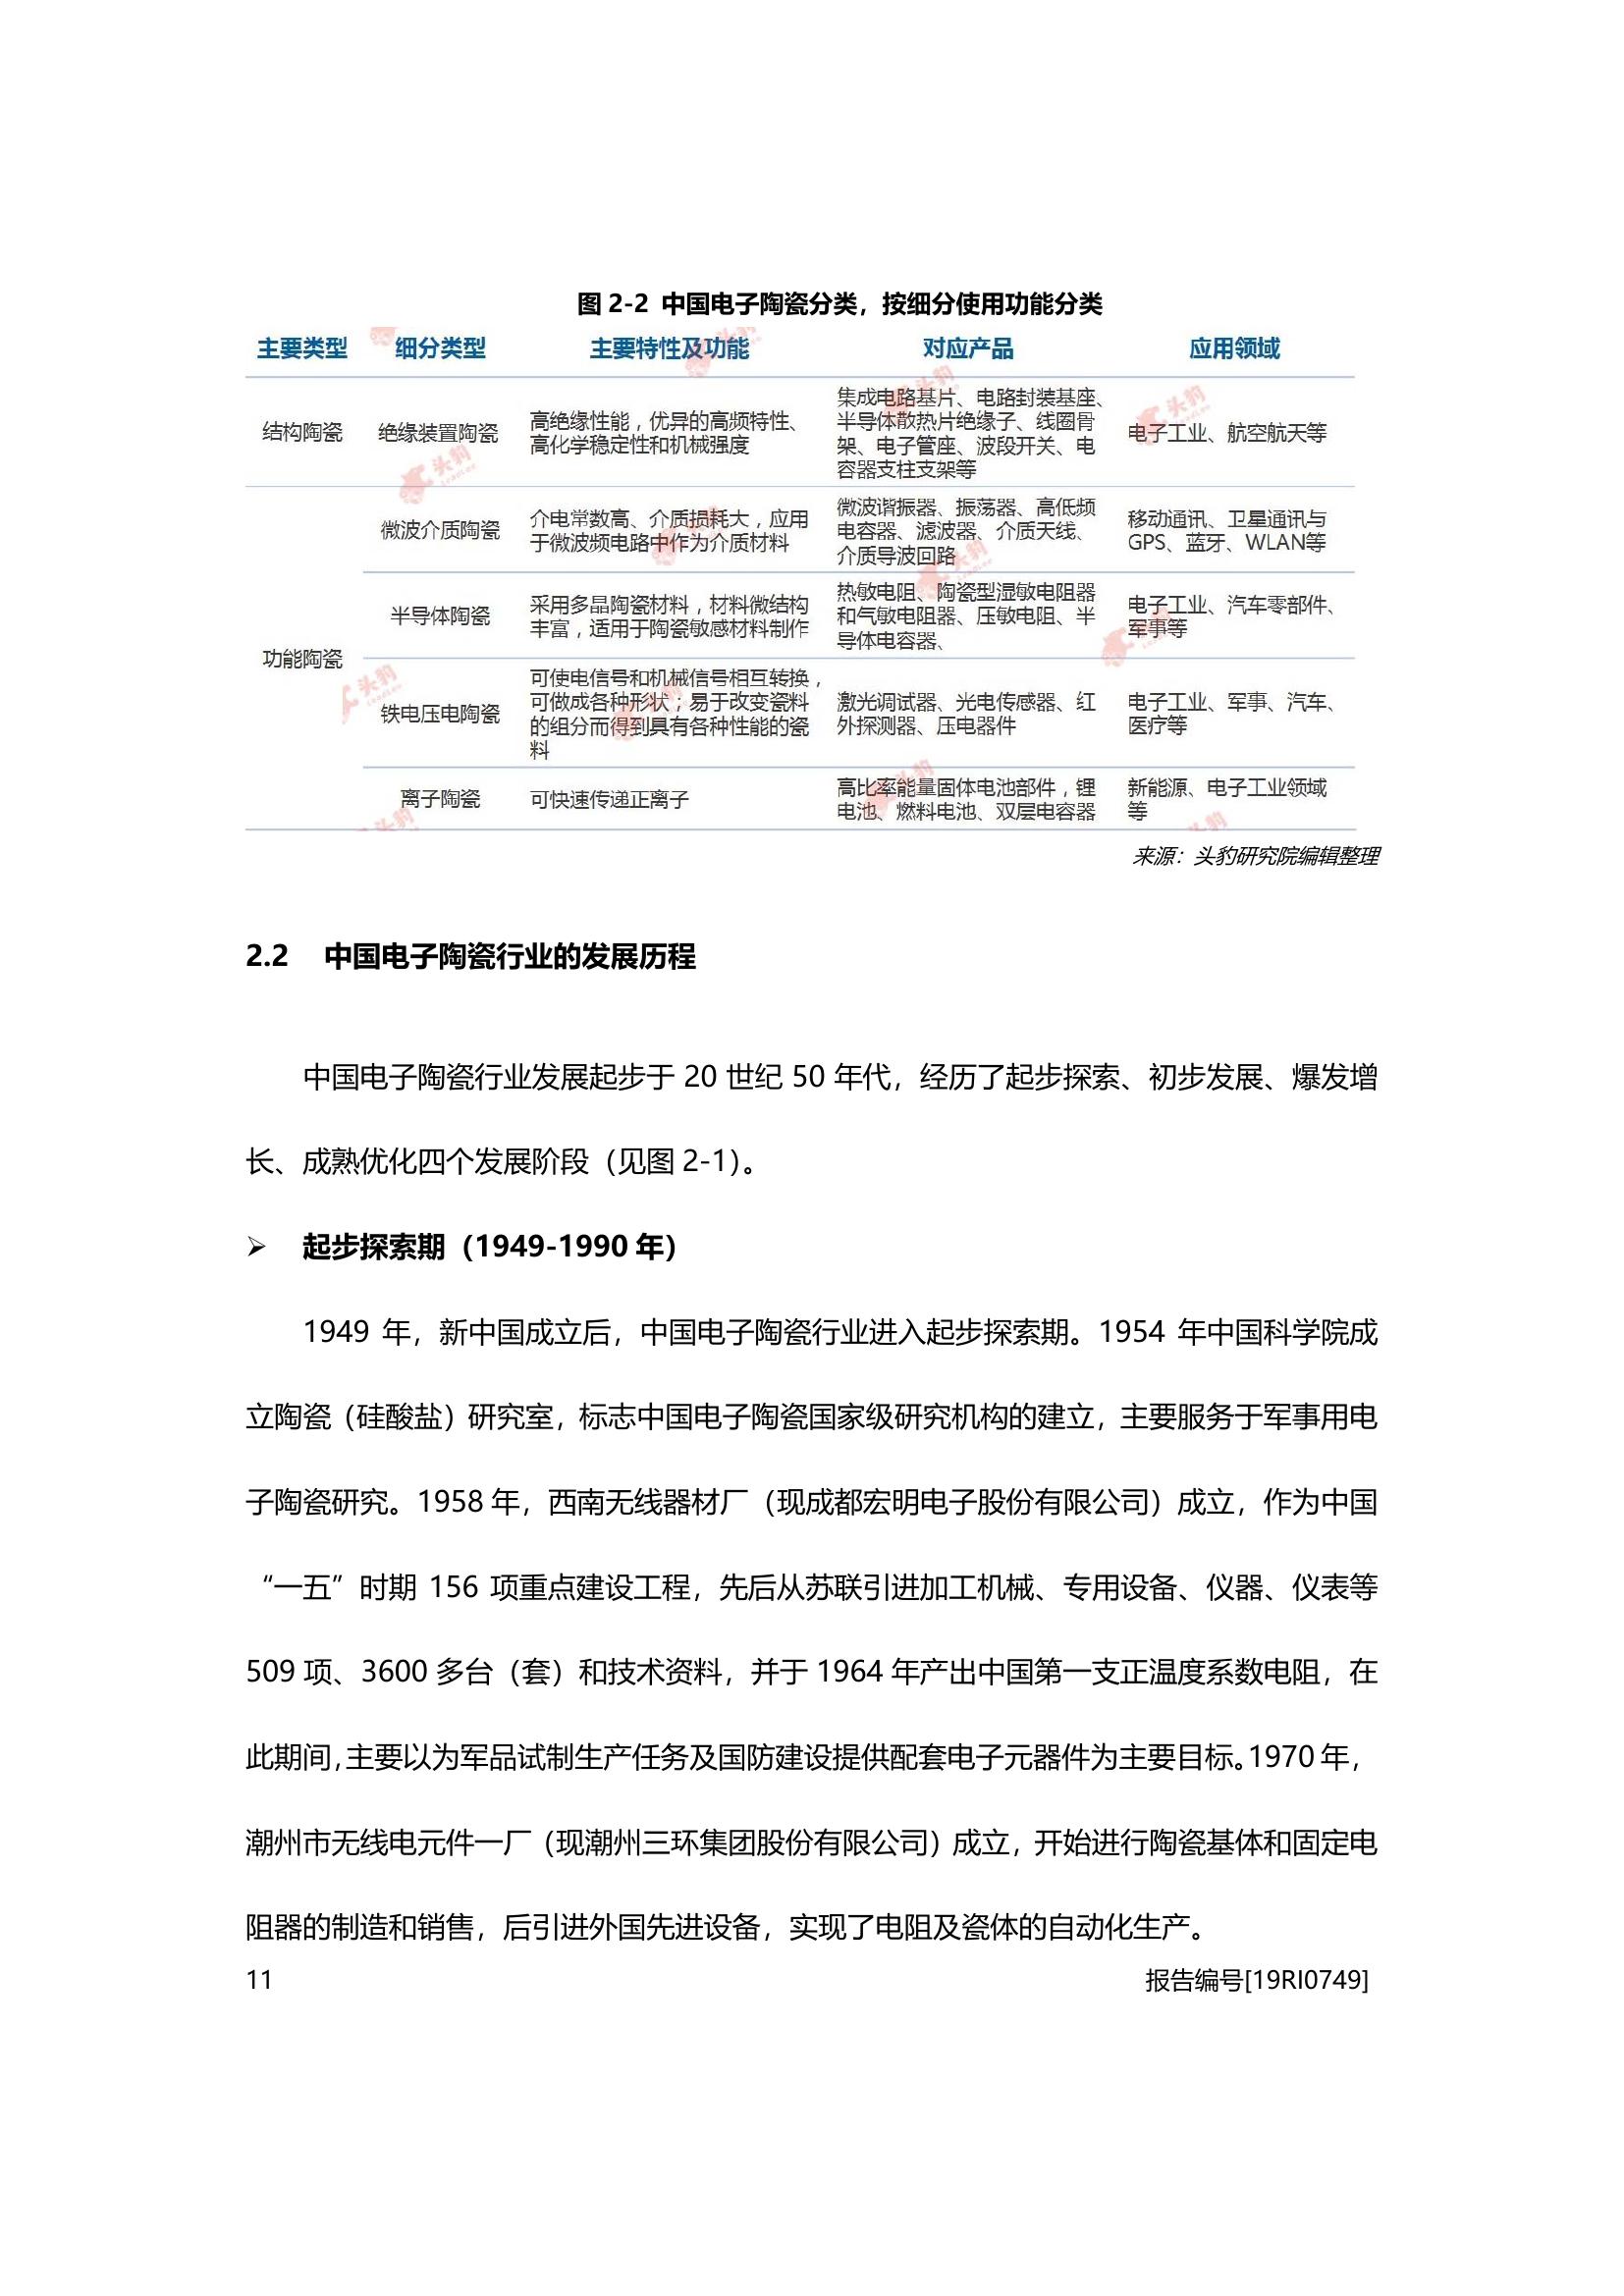 图 2-2 中国电子陶瓷分类，按细分使用功能分类
主要类型 细分类型 主要特性及功能 对应产品 应用领域
结构陶瓷 绝缘装置陶瓷
高绝缘性能，优异的高频特性、
高化学稳定性和机械强度
集成电路基片、电路封装基座、
半导体散热片绝缘子、线圈骨
架、电子管座、波段开关、电
容器支柱支架等
电子工业、航空航天等
功能陶瓷
微波介质陶瓷
介电常数高、介质损耗大，应用
于微波频电路中作为介质材料
微波谐振器、振荡器、高低频
电容器、滤波器、介质天线、
介质导波回路
移动通讯、卫星通讯与
GPS、蓝牙、WLAN等
半导体陶瓷
采用多晶陶瓷材料，材料微结构
丰富，适用于陶瓷敏感材料制作
热敏电阻、陶瓷型湿敏电阻器
和气敏电阻器、压敏电阻、半
导体电容器、
电子工业、汽车零部件、
军事等
铁电压电陶瓷
可使电信号和机械信号相互转换，
可做成各种形状；易于改变瓷料
的组分而得到具有各种性能的瓷
料
激光调试器、光电传感器、红
外探测器、压电器件
电子工业、军事、汽车、
医疗等
离子陶瓷
可快速传递正离子
高比率能量固体电池部件，锂
电池、燃料电池、双层电容器
新能源、电子工业领域
等
来源：头豹研究院编辑整理
2.2 中国电子陶瓷行业的发展历程
中国电子陶瓷行业发展起步于 20 世纪 50 年代，经历了起步探索、初步发展、爆发增
长、成熟优化四个发展阶段（见图 2-1）。
➢ 起步探索期（1949-1990 年）
1949 年，新中国成立后，中国电子陶瓷行业进入起步探索期。1954 年中国科学院成
立陶瓷（硅酸盐）研究室，标志中国电子陶瓷国家级研究机构的建立，主要服务于军事用电
子陶瓷研究。1958 年，西南无线器材厂（现成都宏明电子股份有限公司）成立，作为中国
“一五”时期 156 项重点建设工程，先后从苏联引进加工机械、专用设备、仪器、仪表等
509 项、3600 多台（套）和技术资料，并于 1964 年产出中国第一支正温度系数电阻，在
此期间，主要以为军品试制生产任务及国防建设提供配套电子元器件为主要目标。1970 年，
潮州市无线电元件一厂（现潮州三环集团股份有限公司）成立，开始进行陶瓷基体和固定电
阻器的制造和销售，后引进外国先进设备，实现了电阻及瓷体的自动化生产。
11 报告编号[19RI0749]